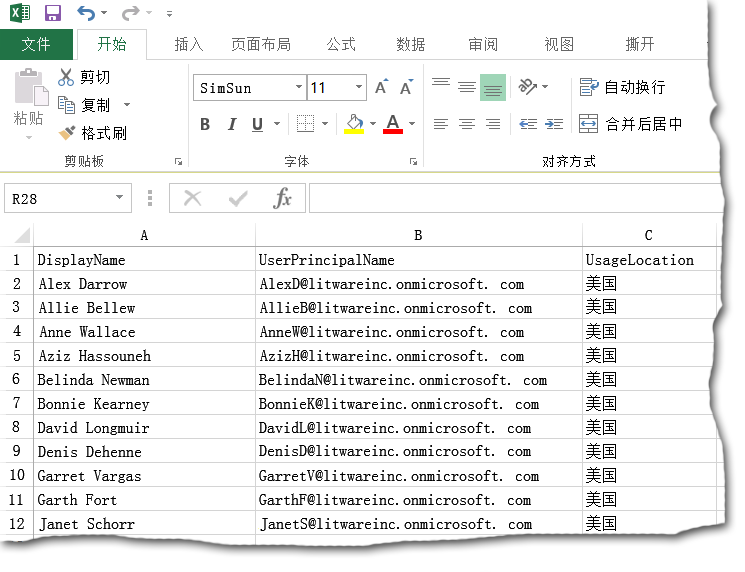 文件 开始 插入 页面布局 公式 数据 审阅 视图 撕开
剪切
复制
格式刷
粘贴
剪贴板
SimSun 11 A A
B I U A
字体
自动换行
合并后居中
对齐方式
R28 fx
A B C
1 DisplayName UserPrincipalName UsageLocation
2 Alex Darrow AlexD@litwareinc.onmicrosoft. com 美国
3 Allie Bellew AllieB@litwareinc.onmicrosoft. com 美国
4 Anne Wallace AnneW@litwareinc.onmicrosoft. com 美国
5 Aziz Hassouneh AzizH@litwareinc.onmicrosoft. com 美国
6 Belinda Newman BelindaN@litwareinc.onmicrosoft. com 美国
7 Bonnie Kearney BonnieK@litwareinc.onmicrosoft. com 美国
8 David Longmuir DavidL@litwareinc.onmicrosoft. com 美国
9 Denis Dehenne DenisD@litwareinc.onmicrosoft. com 美国
10 Garret Vargas GarretV@litwareinc.onmicrosoft. com 美国
11 Garth Fort GarthF@litwareinc.onmicrosoft. com 美国
12 Janet Schorr JanetS@litwareinc.onmicrosoft. com 美国